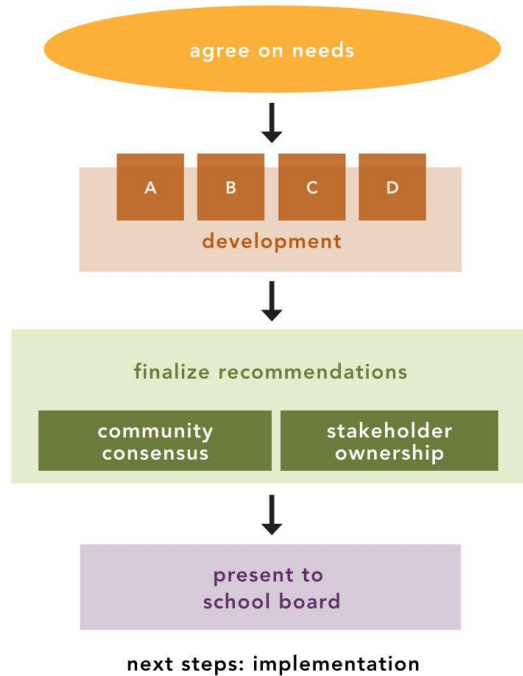 agree on needs
A B C D
development
finalize recommendations
community
consensus
stakeholder
ownership
present to
school board
next steps: implementation